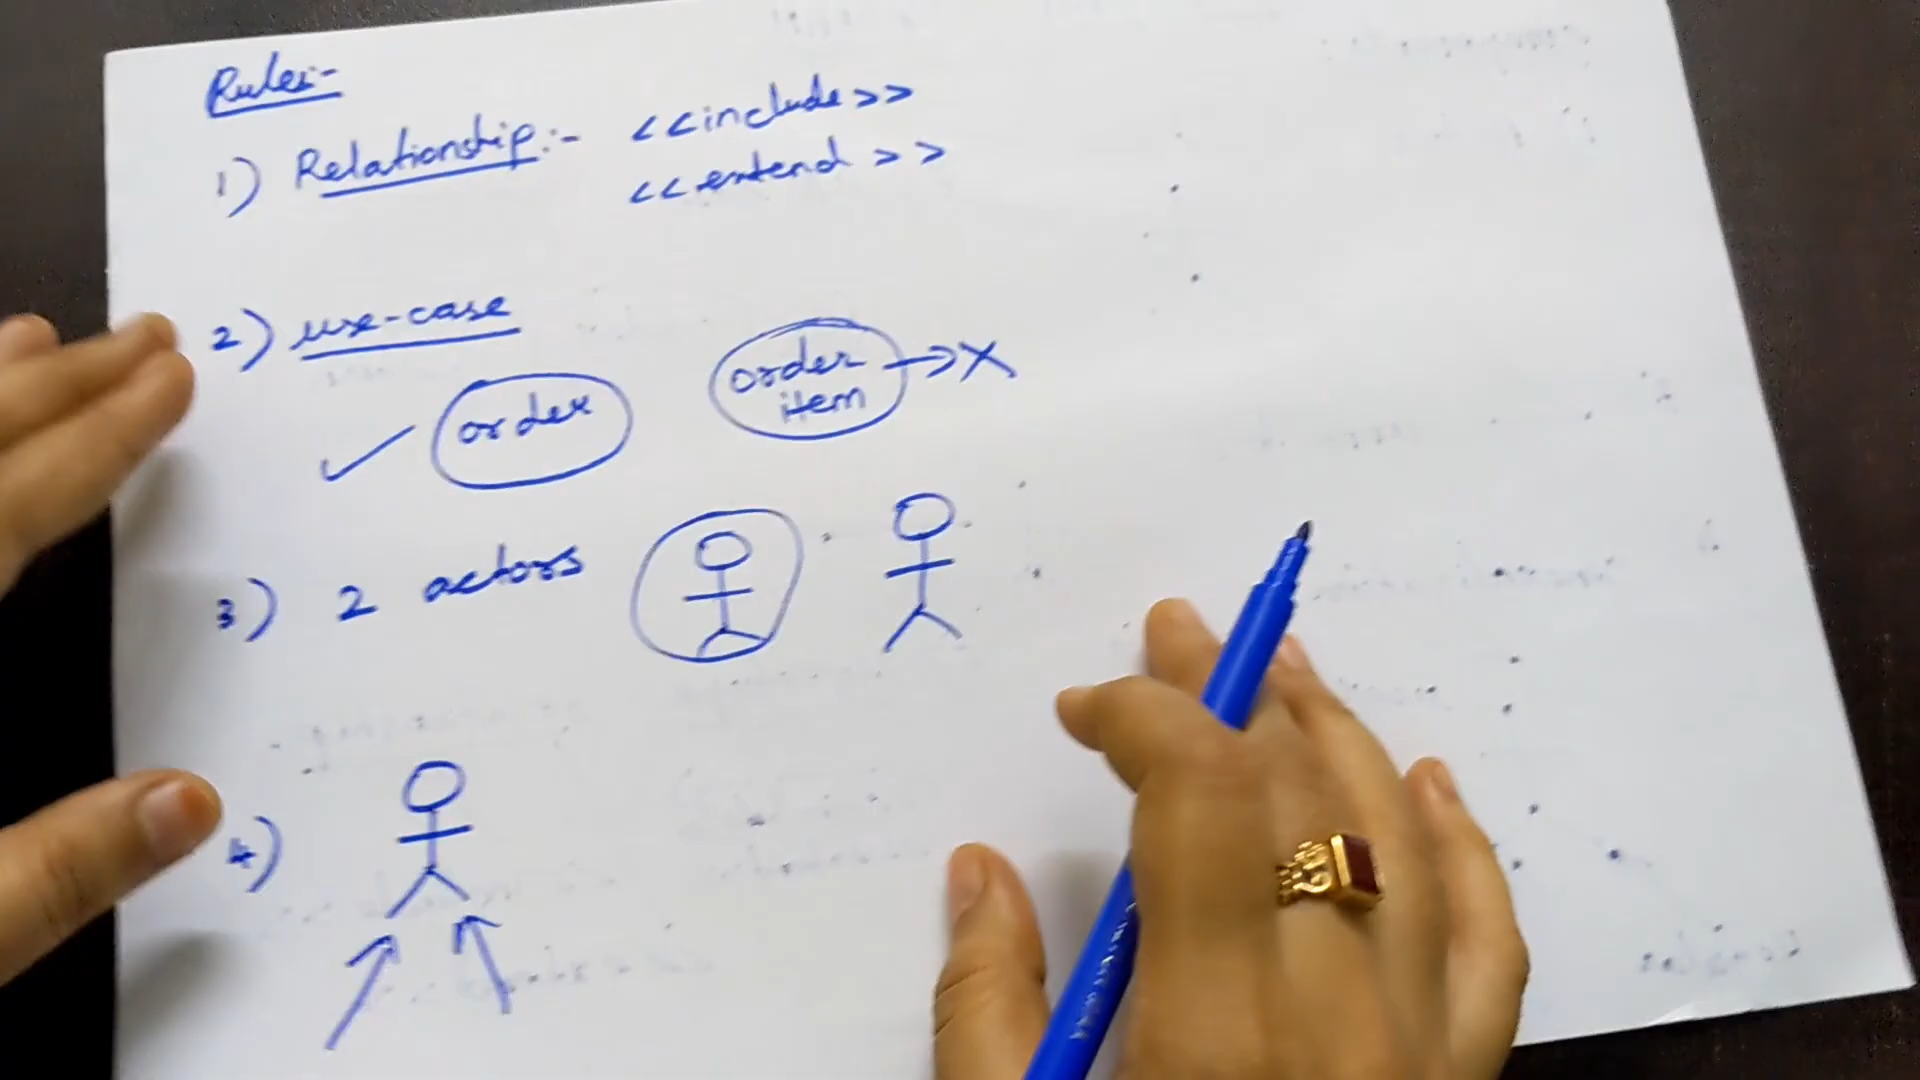 Rules:-
1) Relationship:- <<include>>
<<extend>>
2) use-case
order
order item
X
3) 2 actors
4)